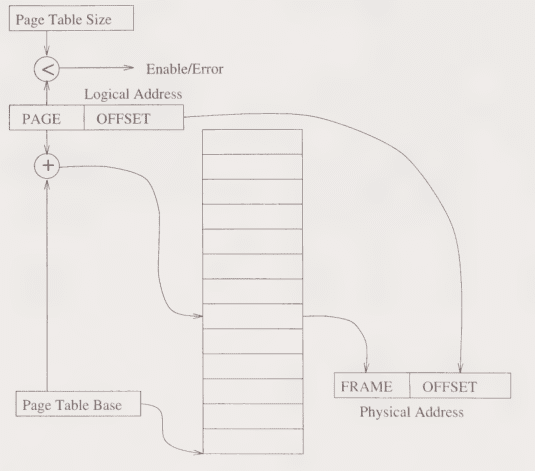 Page Table Size
<
Enable/Error
Logical Address
PAGE OFFSET
+
FRAME OFFSET
Page Table Base
Physical Address